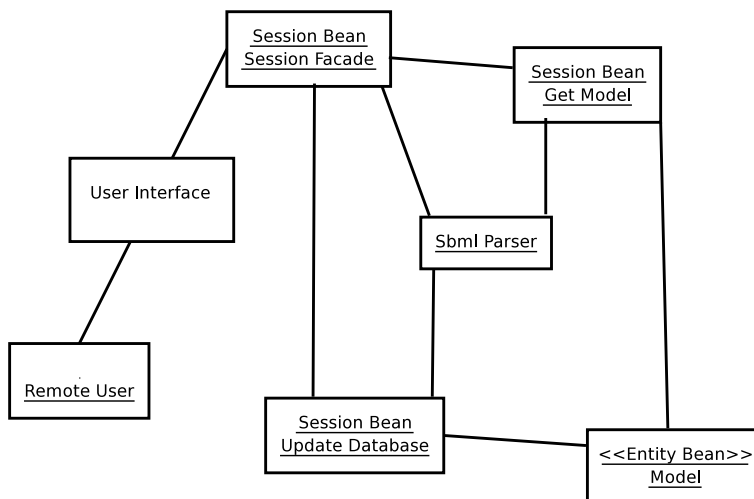 Session Bean
Session Facade
Session Bean
Get Model
User Interface
Sbml Parser
Remote User
Session Bean
Update Database
<<Entity Bean>>
Model